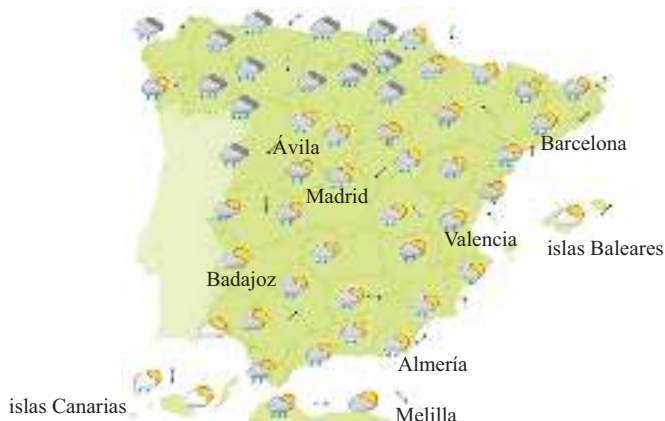 Ávila
Barcelona
Madrid
Valencia
islas Baleares
Badajoz
Almería
islas Canarias
Melilla